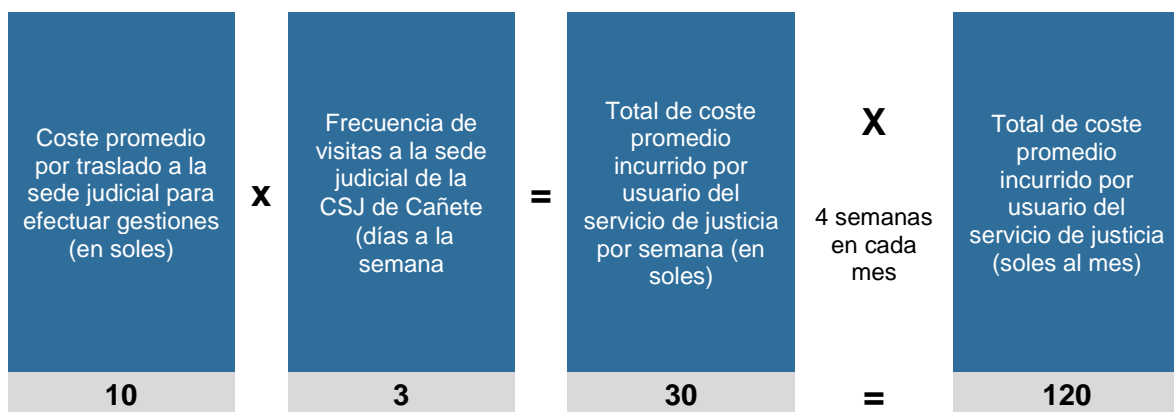 Coste promedio
por traslado a la
sede judicial para
efectuar gestiones
(en soles)
x
Frecuencia de
visitas a la sede
judicial de la
CSJ de Cañete
(días a la
semana
=
Total de coste
promedio
incurrido por
usuario del
servicio de justicia
por semana (en
soles)
X
4 semanas
en cada
mes
Total de coste
promedio
incurrido por
usuario del
servicio de justicia
(soles al mes)
10
3
30
=
120